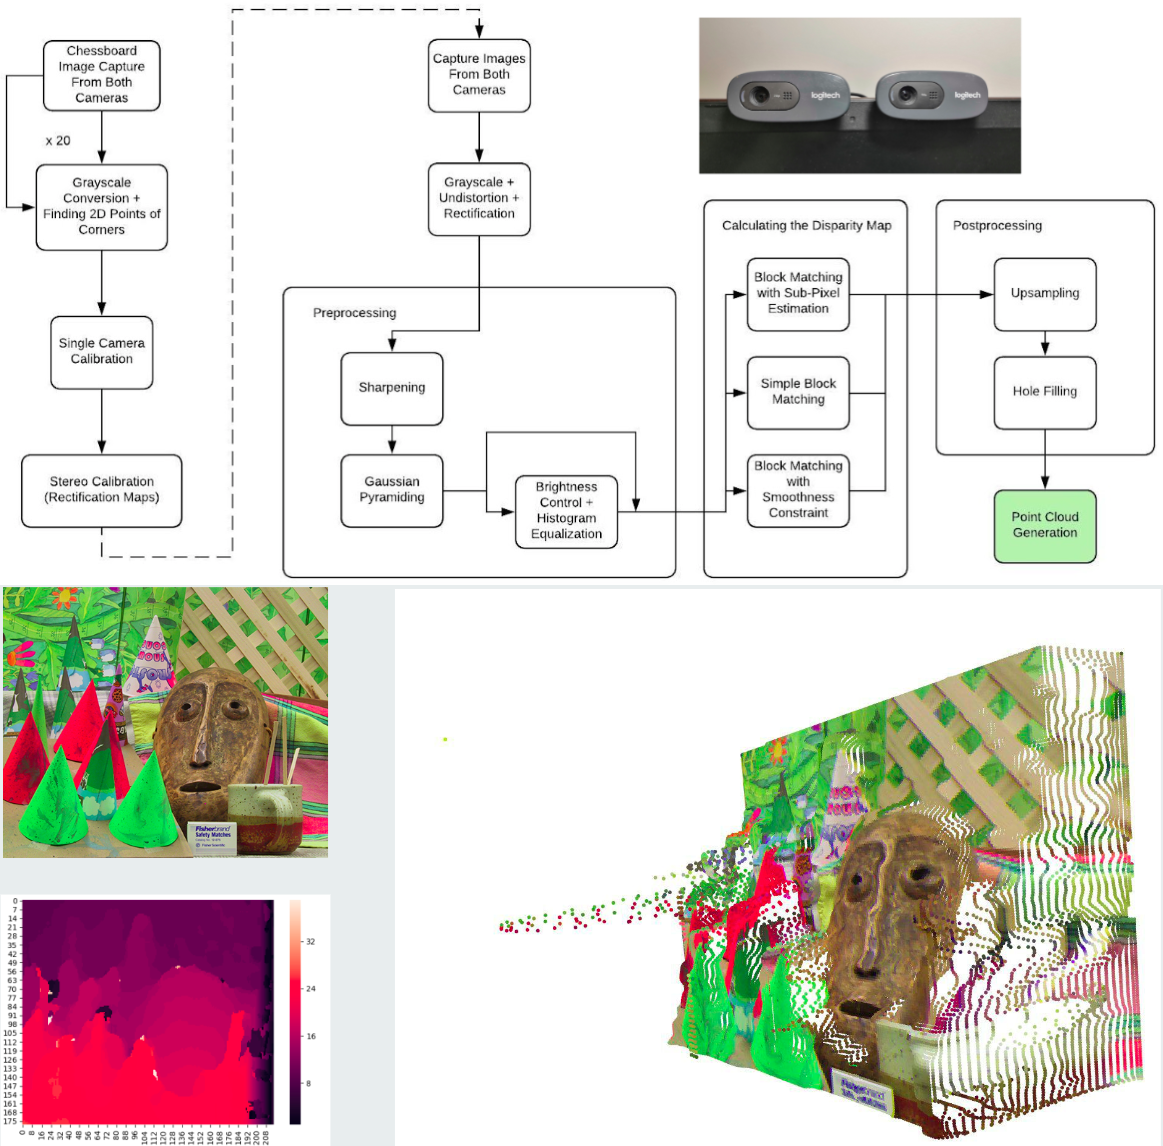 Chessboard
Image Capture
From Both
Cameras
x 20
Grayscale
Conversion +
Finding 2D Points of
Corners
Single Camera
Calibration
Stereo Calibration
(Rectification Maps)
Capture Images
From Both
Cameras
Grayscale +
Undistortion +
Rectification
Preprocessing
Sharpening
Gaussian
Pyramiding
Brightness
Control +
Histogram
Equalization
logitech
logitech
Calculating the Disparity Map
Block Matching
with Sub-Pixel
Estimation
Simple Block
Matching
Block Matching
with
Smoothness
Constraint
Postprocessing
Upsampling
Hole Filling
Point Cloud
Generation
Fisherbrand
Safety Matches
0
7
14
21
28
35
42
49
56
63
70
77
84
91
98
105
112
119
126
133
140
147
154
161
168
175
0 8 16 24 32 40 48 56 64 72 80 88 96 104 112 120 128 136 144 152 160 168 176 184 192 200 208
32
24
16
8